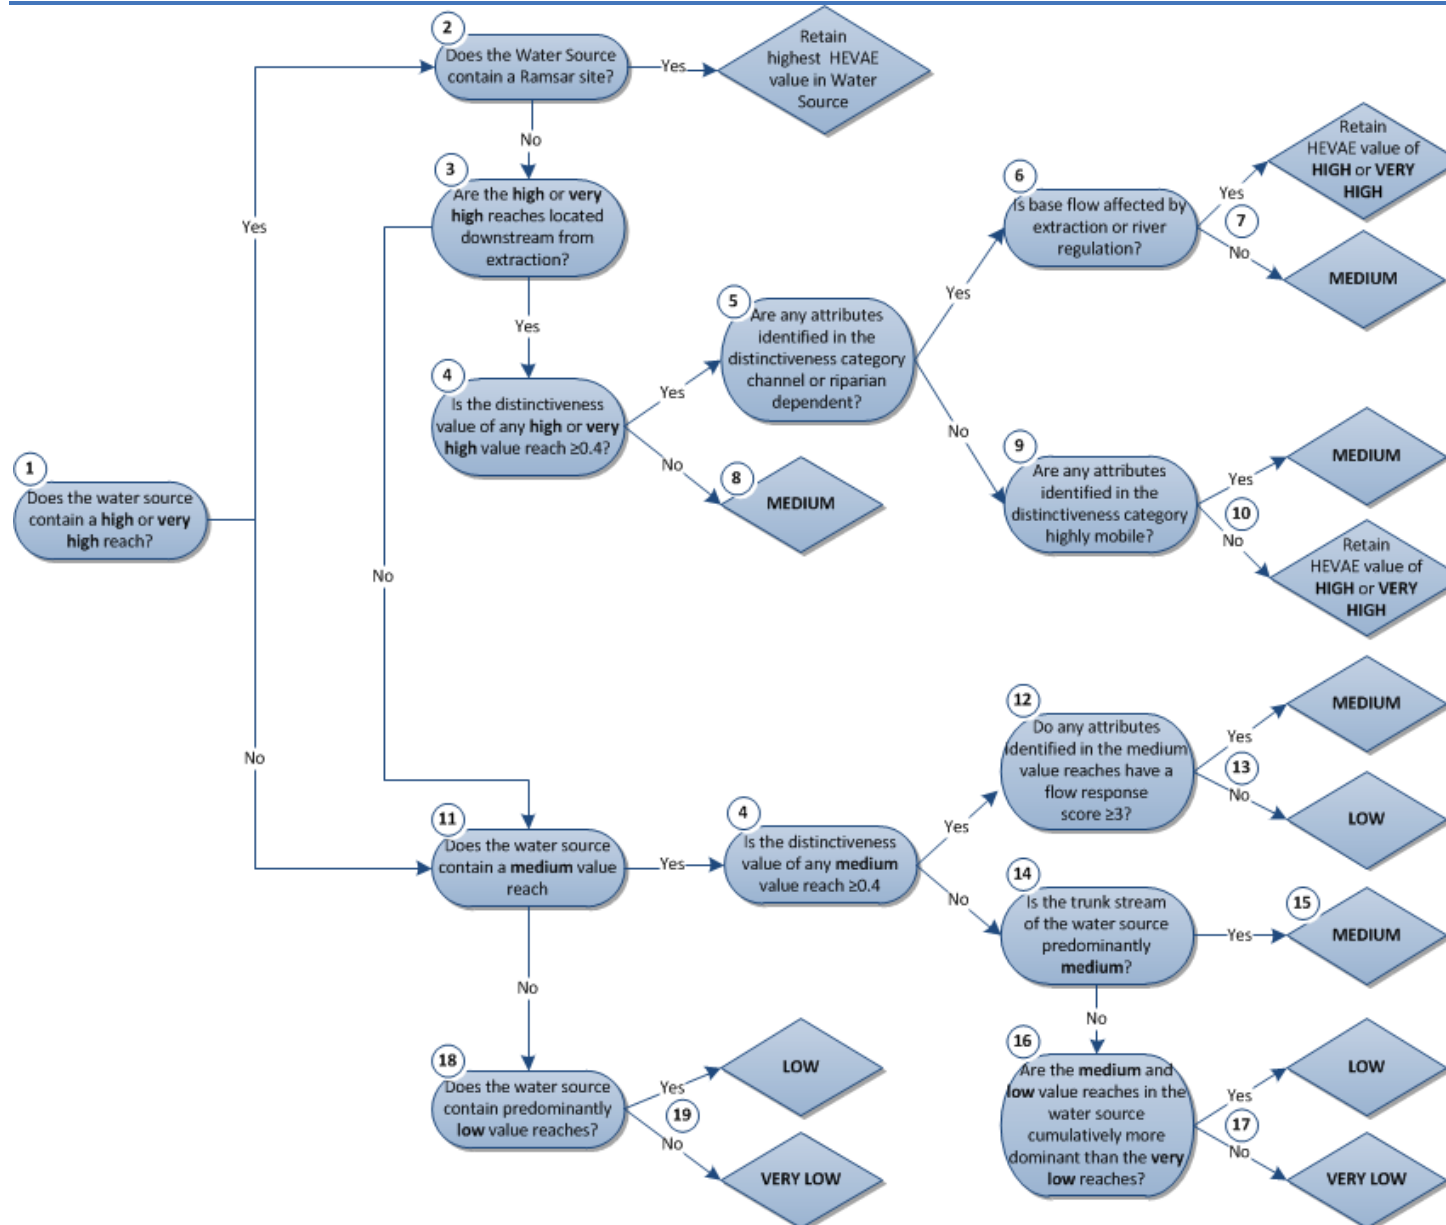 2
Does the Water Source
contain a Ramsar site?
Yes
Retain
highest HEVAE
value in Water
Source
No
3
Are the high or very
high reaches located
downstream from
extraction?
Yes
Yes
4
Is the distinctiveness
value of any high or very
high value reach ≥0.4?
Yes
No
5
Are any attributes
identified in the
distinctiveness category
channel or riparian
dependent?
Yes
No
6
Is base flow affected by
extraction or river
regulation?
Yes
7
No
Retain
HEVAE value of
HIGH or VERY
HIGH
MEDIUM
8
MEDIUM
9
Are any attributes
identified in the
distinctiveness category
highly mobile?
Yes
10
No
MEDIUM
Retain
HEVAE value of
HIGH or VERY
HIGH
1
Does the water source
contain a high or very
high reach?
No
No
11
Does the water source
contain a medium value
reach
Yes
4
Is the distinctiveness
value of any medium
value reach ≥0.4
Yes
No
12
Do any attributes
identified in the medium
value reaches have a
flow response
score ≥3?
Yes
13
No
MEDIUM
LOW
14
Is the trunk stream
of the water source
predominantly
medium?
Yes
15
MEDIUM
No
16
Are the medium and
low value reaches in the
water source
cumulatively more
dominant than the very
low reaches?
Yes
17
No
LOW
VERY LOW
No
18
Does the water source
contain predominantly
low value reaches?
Yes
19
No
LOW
VERY LOW